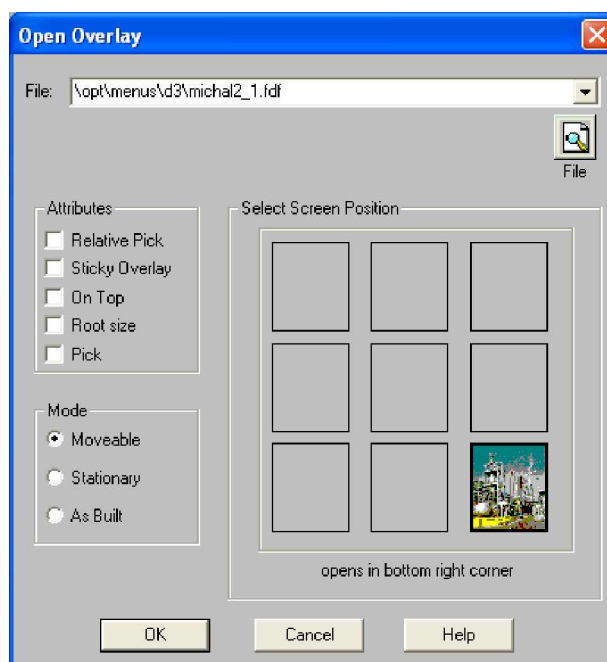 Open Overlay
File: \opt\menus\d3\michal2_1.fdf
File
Attributes
Relative Pick
Sticky Overlay
On Top
Root size
Pick
Mode
Moveable
Stationary
As Built
Select Screen Position
opens in bottom right corner
OK Cancel Help